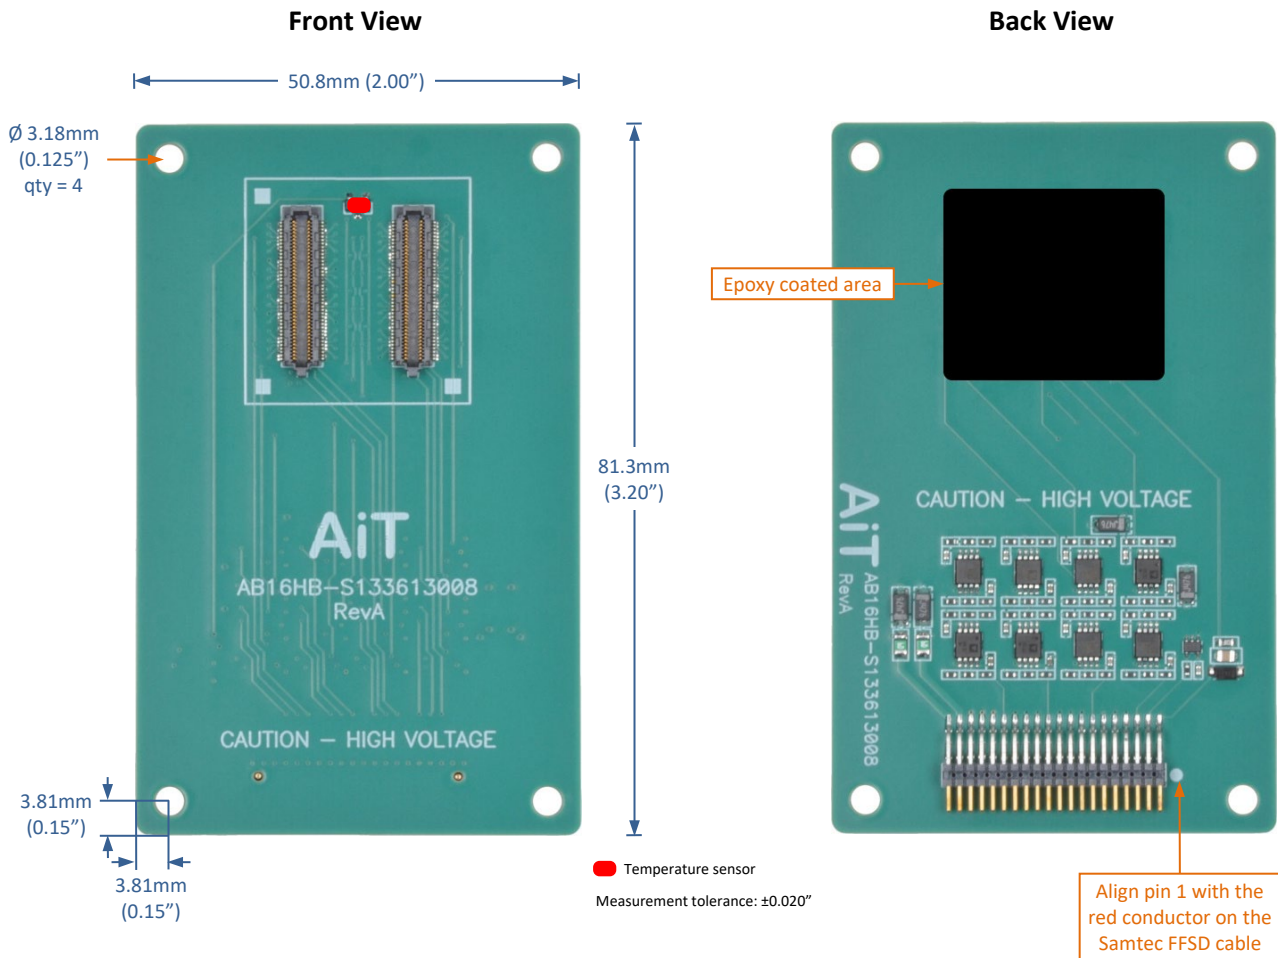 Front View
Back View
50.8mm (2.00”)
Ø 3.18mm
(0.125”)
qty = 4
Epoxy coated area
81.3mm
(3.20”)
AiT
AB16HB-S133613008
RevA
CAUTION - HIGH VOLTAGE
CAUTION - HIGH VOLTAGE
AiT
AB16HB-S133613008
RevA
3.81mm
(0.15”)
3.81mm
(0.15”)
Temperature sensor
Measurement tolerance: ±0.020”
Align pin 1 with the
red conductor on the
Samtec FFSD cable